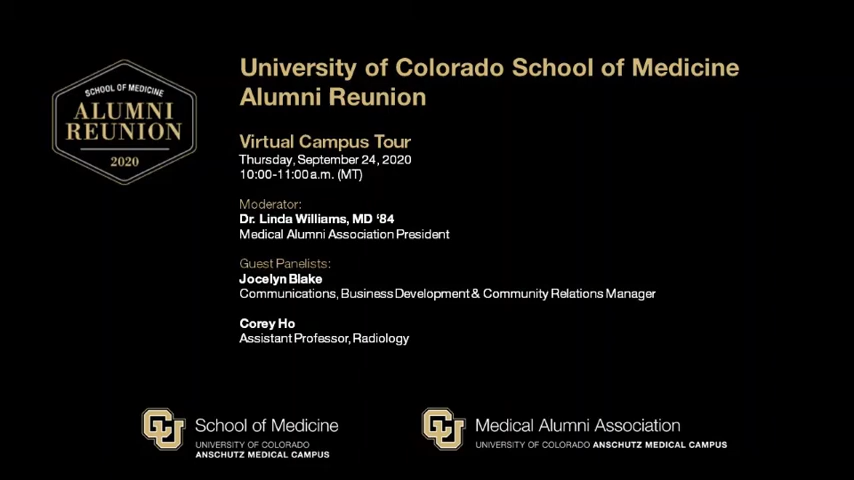 SCHOOL OF MEDICINE
ALUMNI
REUNION
2020
University of Colorado School of Medicine
Alumni Reunion
Virtual Campus Tour
Thursday, September 24, 2020
10:00-11:00 a.m. (MT)
Moderator:
Dr. Linda Williams, MD ‘84
Medical Alumni Association President
Guest Panelists:
Jocelyn Blake
Communications, Business Development & Community Relations Manager
Corey Ho
Assistant Professor, Radiology
CU School of Medicine
UNIVERSITY OF COLORADO
ANSCHUTZ MEDICAL CAMPUS
CU Medical Alumni Association
UNIVERSITY OF COLORADO ANSCHUTZ MEDICAL CAMPUS